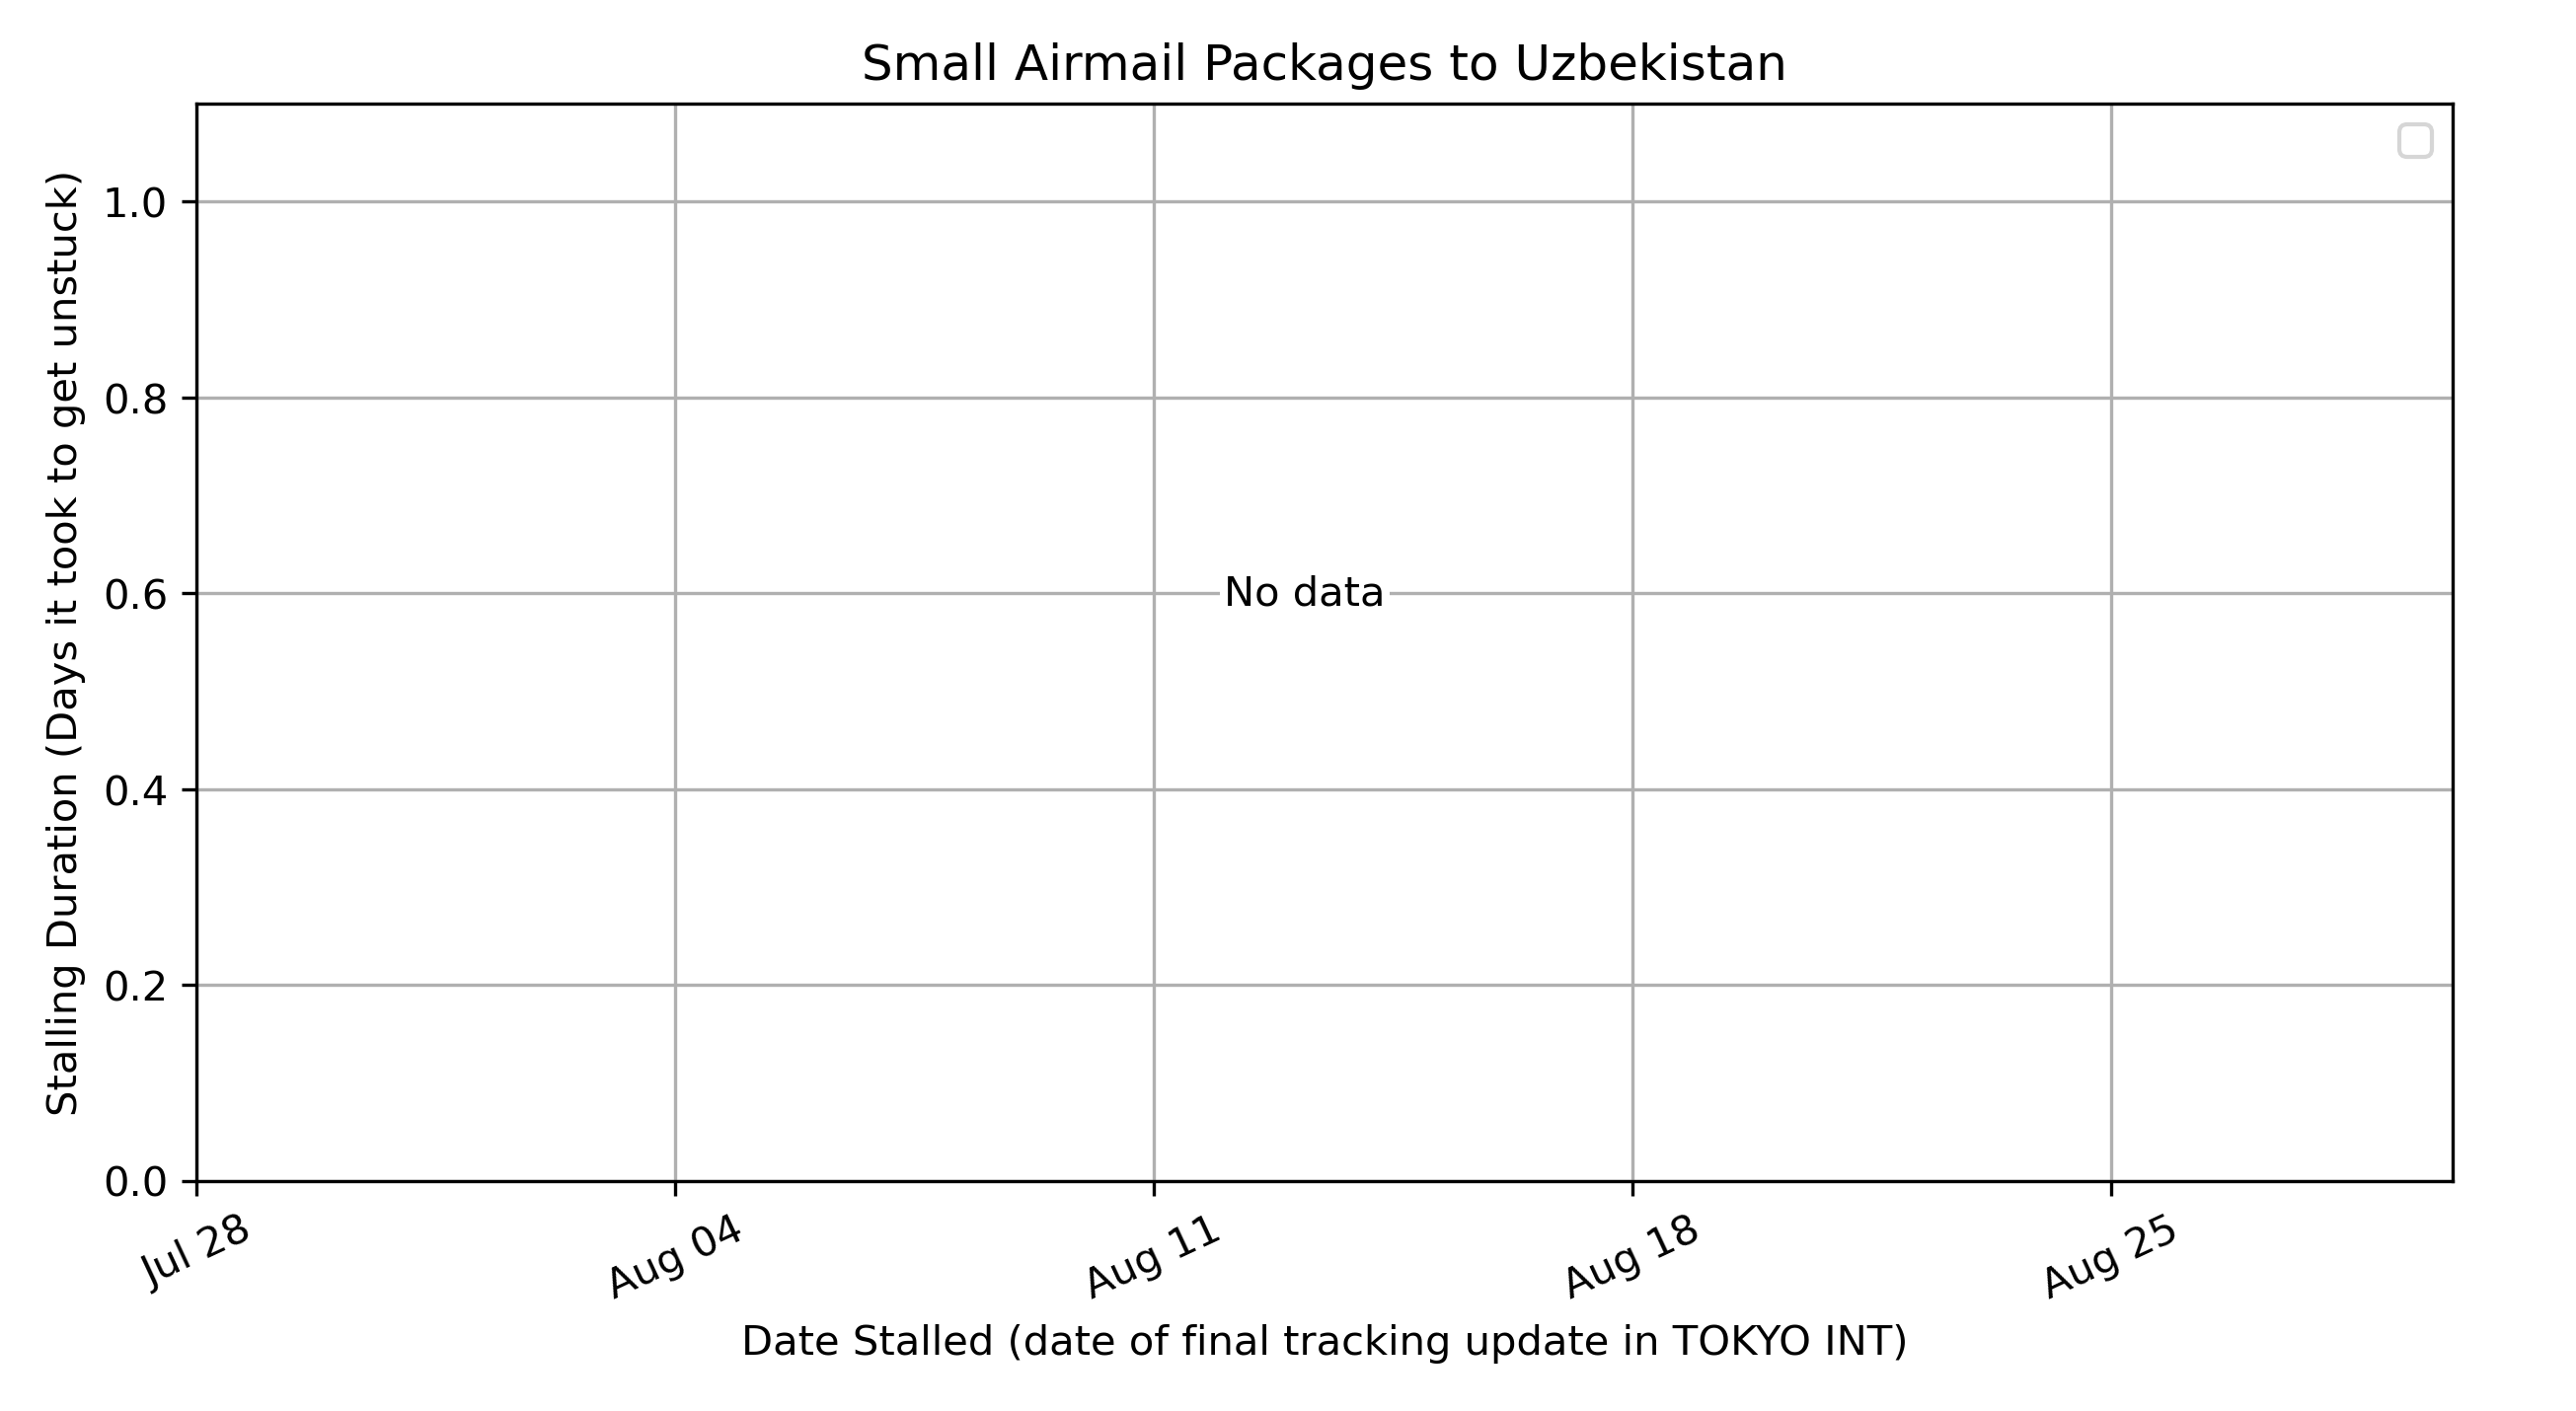 Small Airmail Packages to Uzbekistan
Stalling Duration (Days it took to get unstuck)
1.0
0.8
0.6
0.4
0.2
0.0
No data
Jul 28
Aug 04
Aug 11
Aug 18
Aug 25
Date Stalled (date of final tracking update in TOKYO INT)